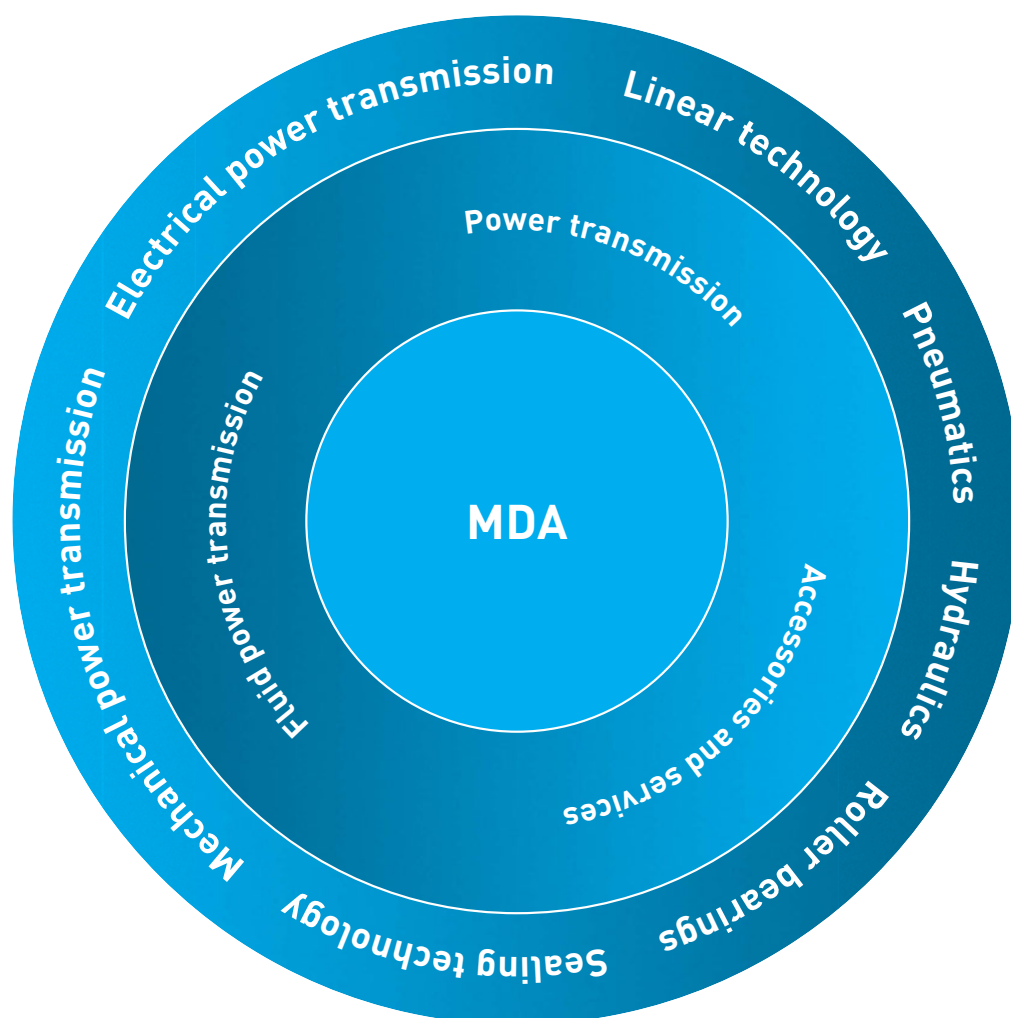 Electrical power transmission
Linear technology
Pneumatics
Hydraulics
Roller bearings
Sealing technology
Mechanical power transmission
Power transmission
Accessories and services
Fluid power transmission
MDA